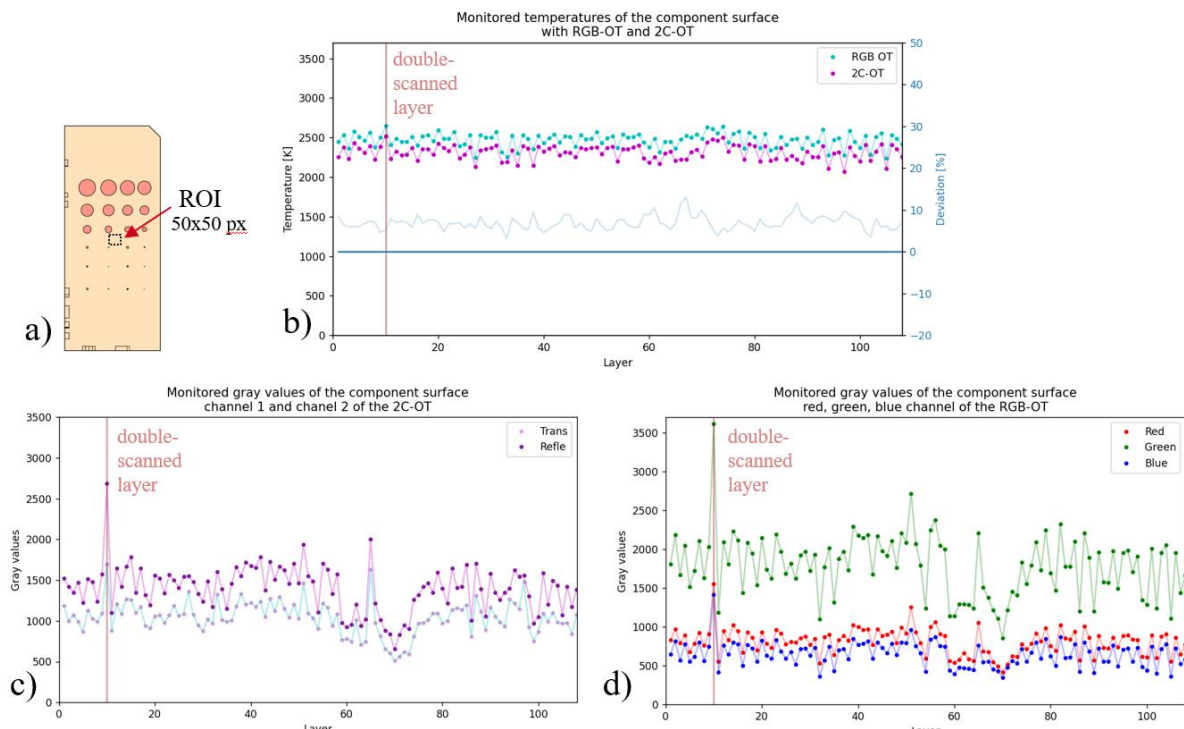 Monitored temperatures of the component surface
with RGB-OT and 2C-OT
3500
3000
2500
2000
1500
1000
500
0
Temperature [K]
0
20
40
60
80
100
Layer
50
40
30
20
10
0
−10
−20
Deviation [%]
double-
scanned
layer
RGB OT
2C-OT
ROI
50x50 px
a)
b)
Monitored gray values of the component surface
channel 1 and chanel 2 of the 2C-OT
3500
3000
2500
2000
1500
1000
500
0
Gray values
0
20
40
60
80
100
Layer
double-
scanned
layer
Trans
Refle
c)
Monitored gray values of the component surface
red, green, blue channel of the RGB-OT
3500
3000
2500
2000
1500
1000
500
0
Gray values
0
20
40
60
80
100
Layer
double-
scanned
layer
Red
Green
Blue
d)